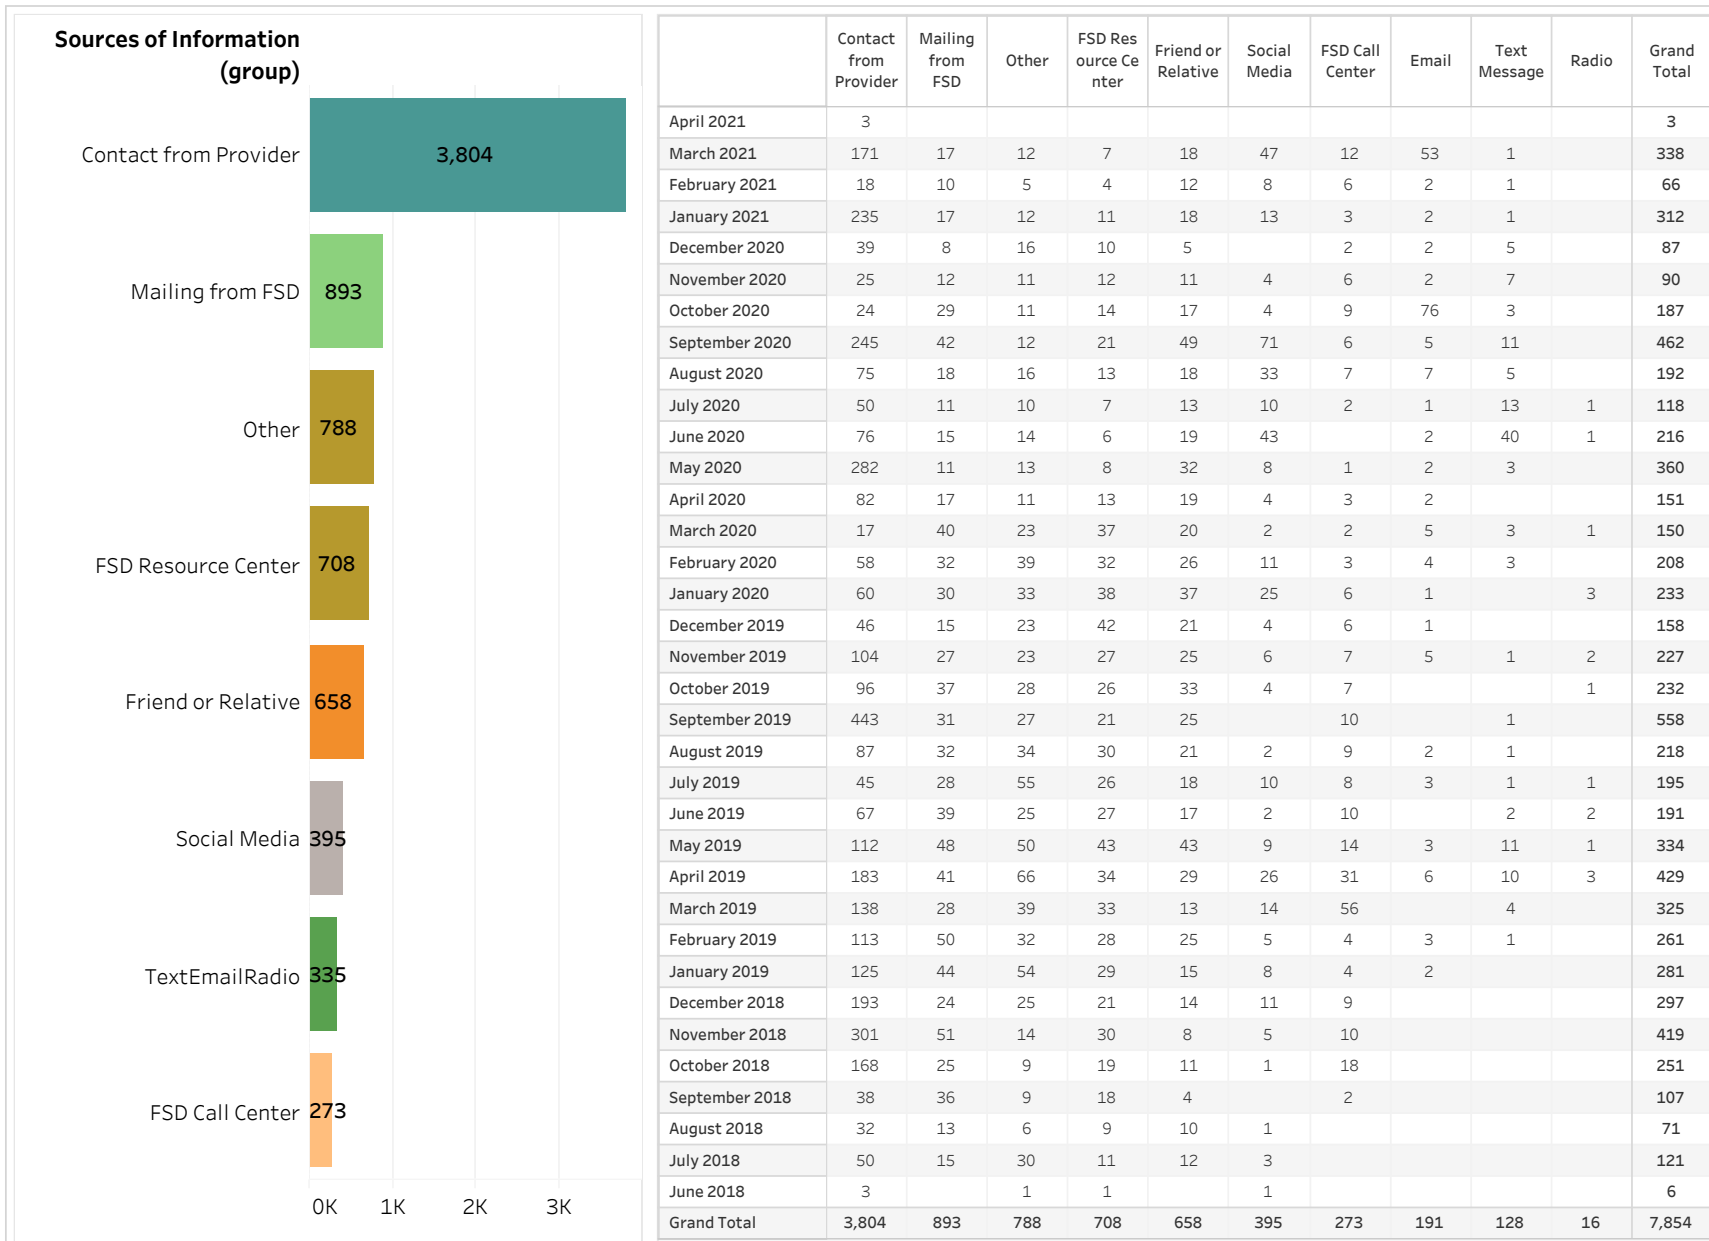 Sources of Information
(group)
Contact from Provider 3,804
Mailing from FSD 893
Other 788
FSD Resource Center 708
Friend or Relative 658
Social Media 395
TextEmailRadio 335
FSD Call Center 273
0K 1K 2K 3K
Contact from Provider Mailing from FSD Other FSD Res ource Ce nter Friend or Relative Social Media FSD Call Center Email Text Message Radio Grand Total
April 2021 3 3
March 2021 171 17 12 7 18 47 12 53 1 338
February 2021 18 10 5 4 12 8 6 2 1 66
January 2021 235 17 12 11 18 13 3 2 1 312
December 2020 39 8 16 10 5 2 2 5 87
November 2020 25 12 11 12 11 4 6 2 7 90
October 2020 24 29 11 14 17 4 9 76 3 187
September 2020 245 42 12 21 49 71 6 5 11 462
August 2020 75 18 16 13 18 33 7 7 5 192
July 2020 50 11 10 7 13 10 2 1 13 1 118
June 2020 76 15 14 6 19 43 2 40 1 216
May 2020 282 11 13 8 32 8 1 2 3 360
April 2020 82 17 11 13 19 4 3 2 151
March 2020 17 40 23 37 20 2 2 5 3 1 150
February 2020 58 32 39 32 26 11 3 4 3 208
January 2020 60 30 33 38 37 25 6 1 3 233
December 2019 46 15 23 42 21 4 6 1 158
November 2019 104 27 23 27 25 6 7 5 1 2 227
October 2019 96 37 28 26 33 4 7 1 232
September 2019 443 31 27 21 25 10 1 558
August 2019 87 32 34 30 21 2 9 2 1 218
July 2019 45 28 55 26 18 10 8 3 1 1 195
June 2019 67 39 25 27 17 2 10 2 2 191
May 2019 112 48 50 43 43 9 14 3 11 1 334
April 2019 183 41 66 34 29 26 31 6 10 3 429
March 2019 138 28 39 33 13 14 56 4 325
February 2019 113 50 32 28 25 5 4 3 1 261
January 2019 125 44 54 29 15 8 4 2 281
December 2018 193 24 25 21 14 11 9 297
November 2018 301 51 14 30 8 5 10 419
October 2018 168 25 9 19 11 1 18 251
September 2018 38 36 9 18 4 2 107
August 2018 32 13 6 9 10 1 71
July 2018 50 15 30 11 12 3 121
June 2018 3 1 1 1 6
Grand Total 3,804 893 788 708 658 395 273 191 128 16 7,854